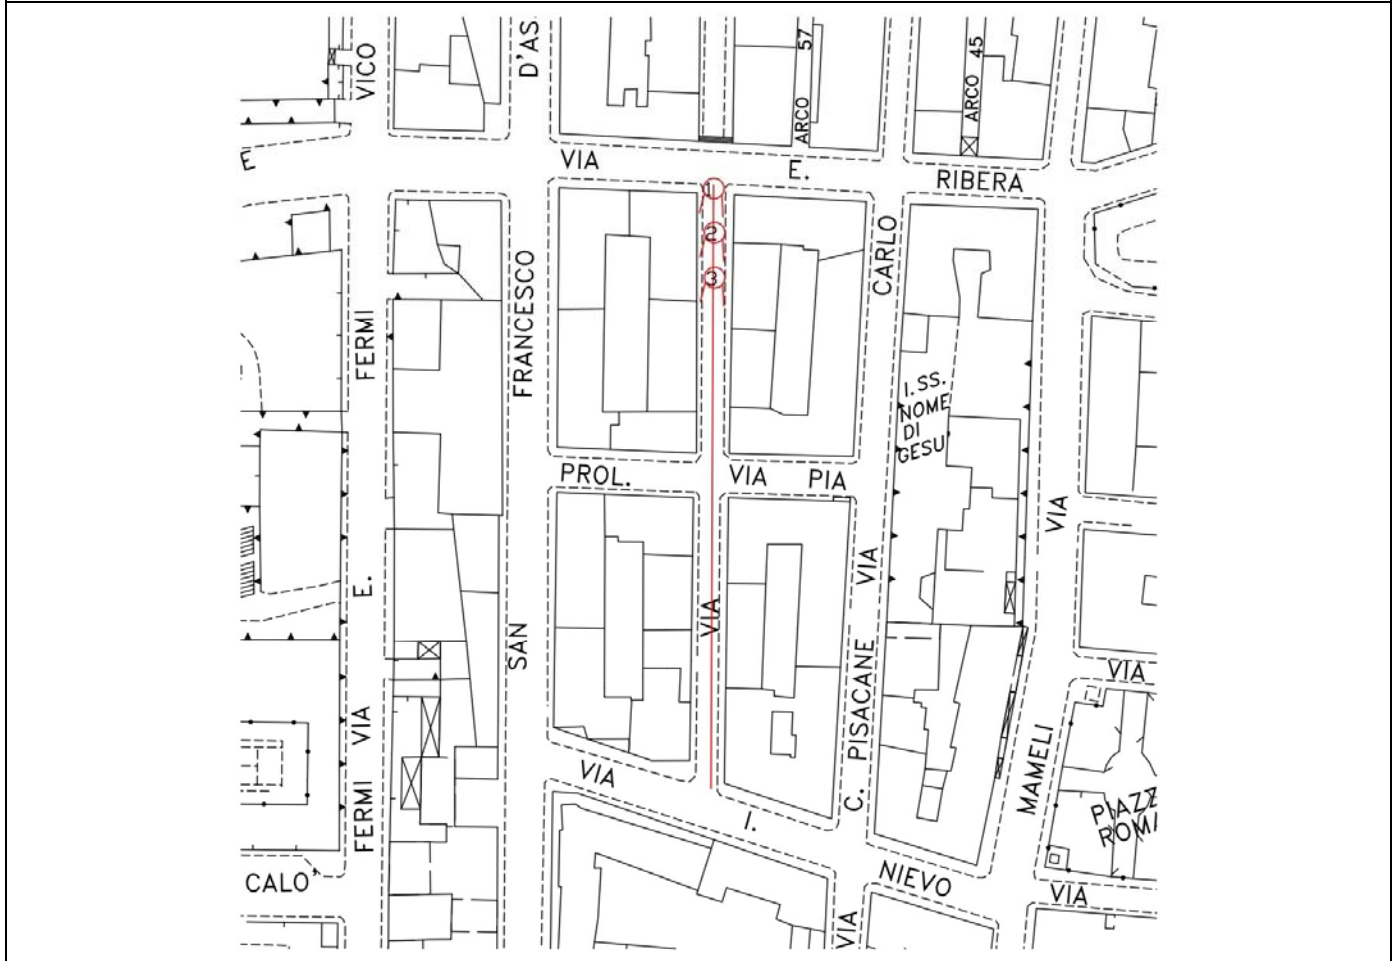 VICO
D'AS
ARCO 57
ARCO 45
E
VIA E. RIBERA
1
2
3
FERMI
FRANCESCO
CARLO
I. SS.
NOME
DI
GESU'
PROL. VIA PIA
VIA
E.
VIA
VIA
SAN
C. PISACANE
VIA
VIA
FERMI
MAMELI
VIA I. NIEVO
PIAZZ
ROMA
CALO'
VIA
VIA